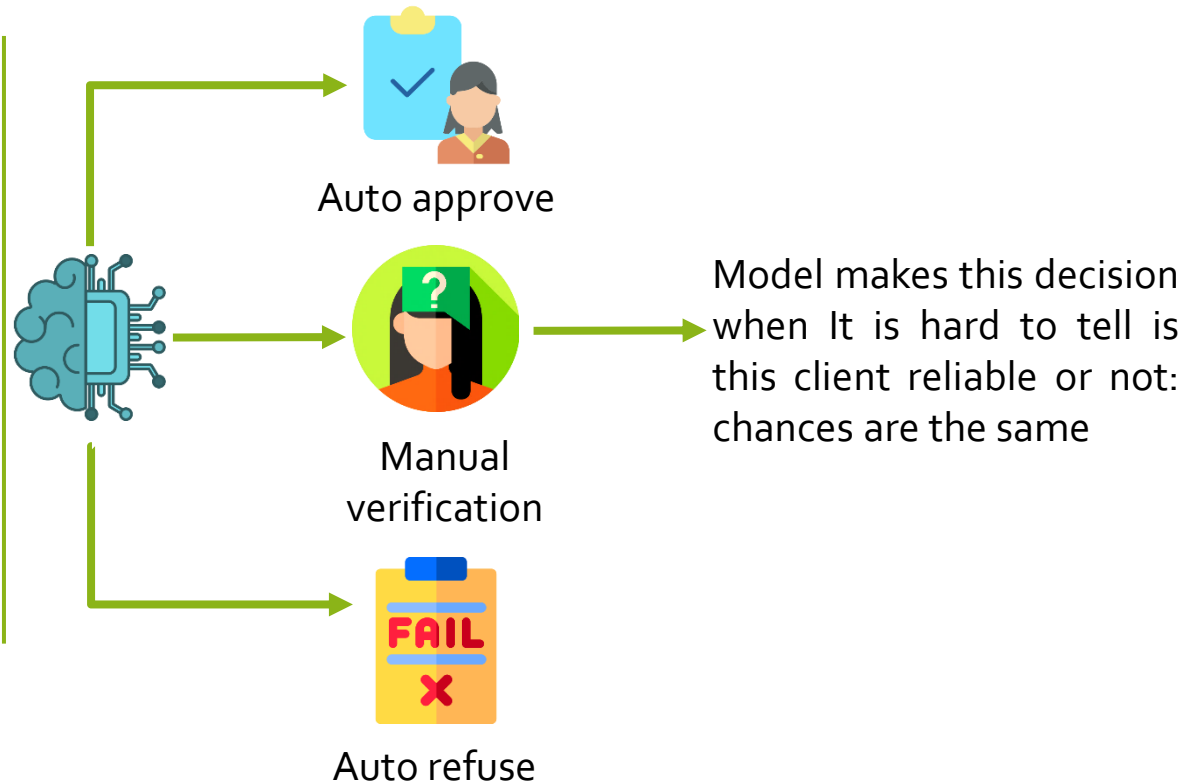 Auto approve
?
Model makes this decision
when It is hard to tell is
this client reliable or not:
chances are the same
Manual
verification
FAIL
Auto refuse